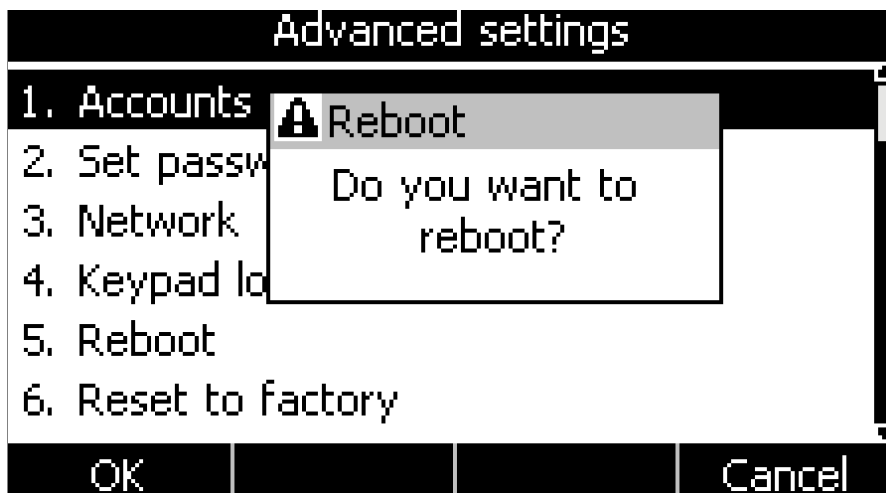 Advanced settings
1. Accounts
Reboot
2. Set passw
Do you want to
reboot?
3. Network
4. Keypad lo
5. Reboot
6. Reset to factory
OK Cancel